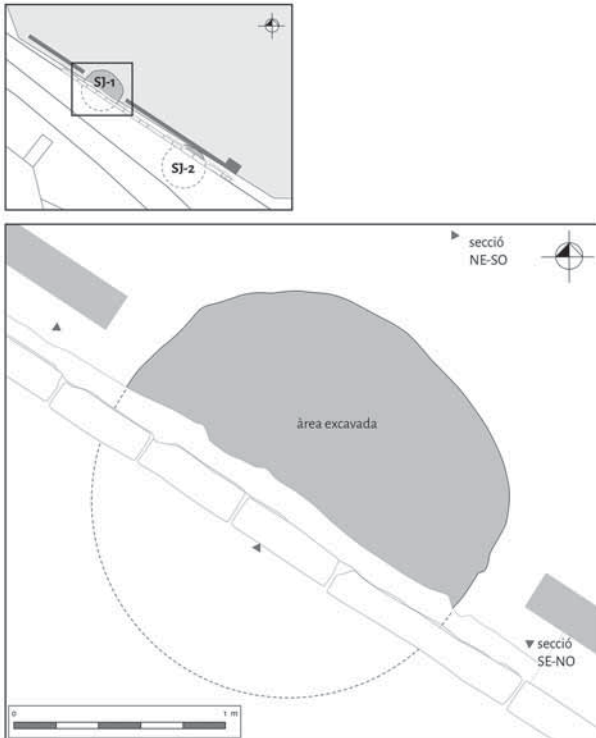 SJ-1
SJ-2
secció
NE-SO
àrea excavada
secció
SE-NO
0 1 m